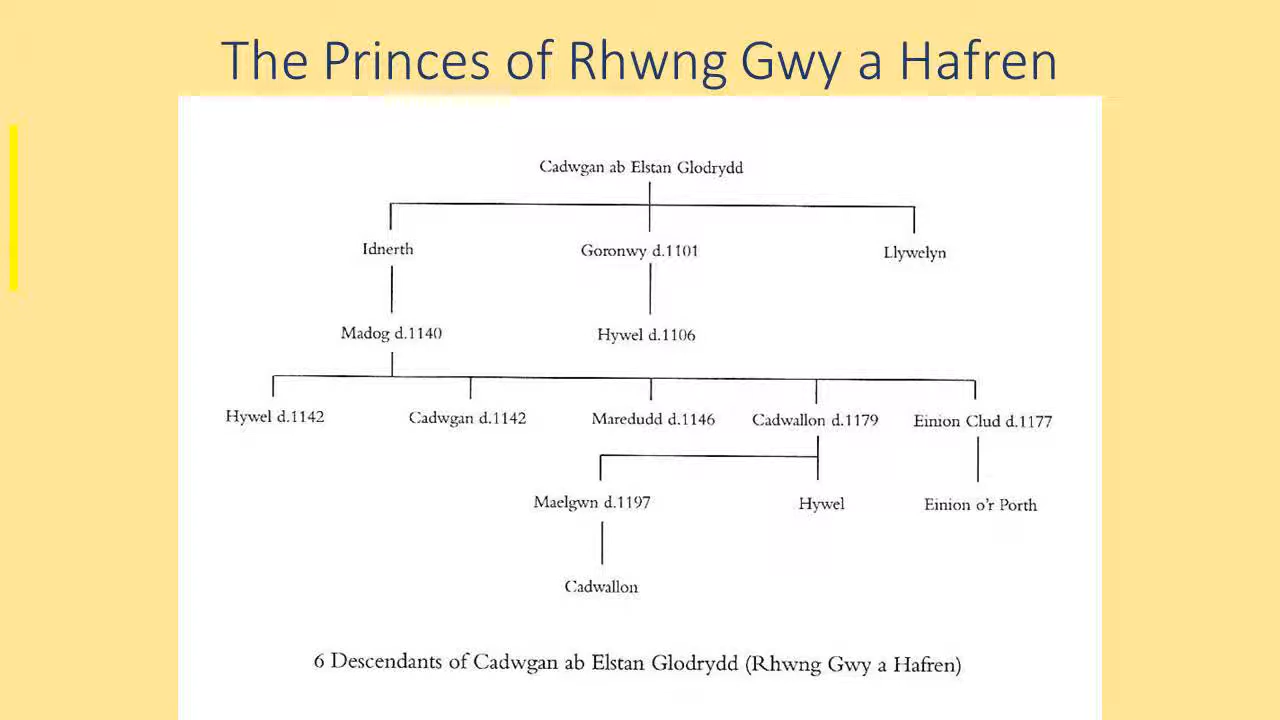 The Princes of Rhwng Gwy a Hafren
Cadwgan ab Elstan Glodrydd
Idnerth
Goronwy d.1101
Llywelyn
Madog d.1140
Hywel d.1106
Hywel d.1142
Cadwgan d.1142
Maredudd d.1146
Cadwallon d.1179
Einion Clud d.1177
Maelgwn d.1197
Hywel
Einion o'r Porth
Cadwallon
6 Descendants of Cadwgan ab Elstan Glodrydd (Rhwng Gwy a Hafren)